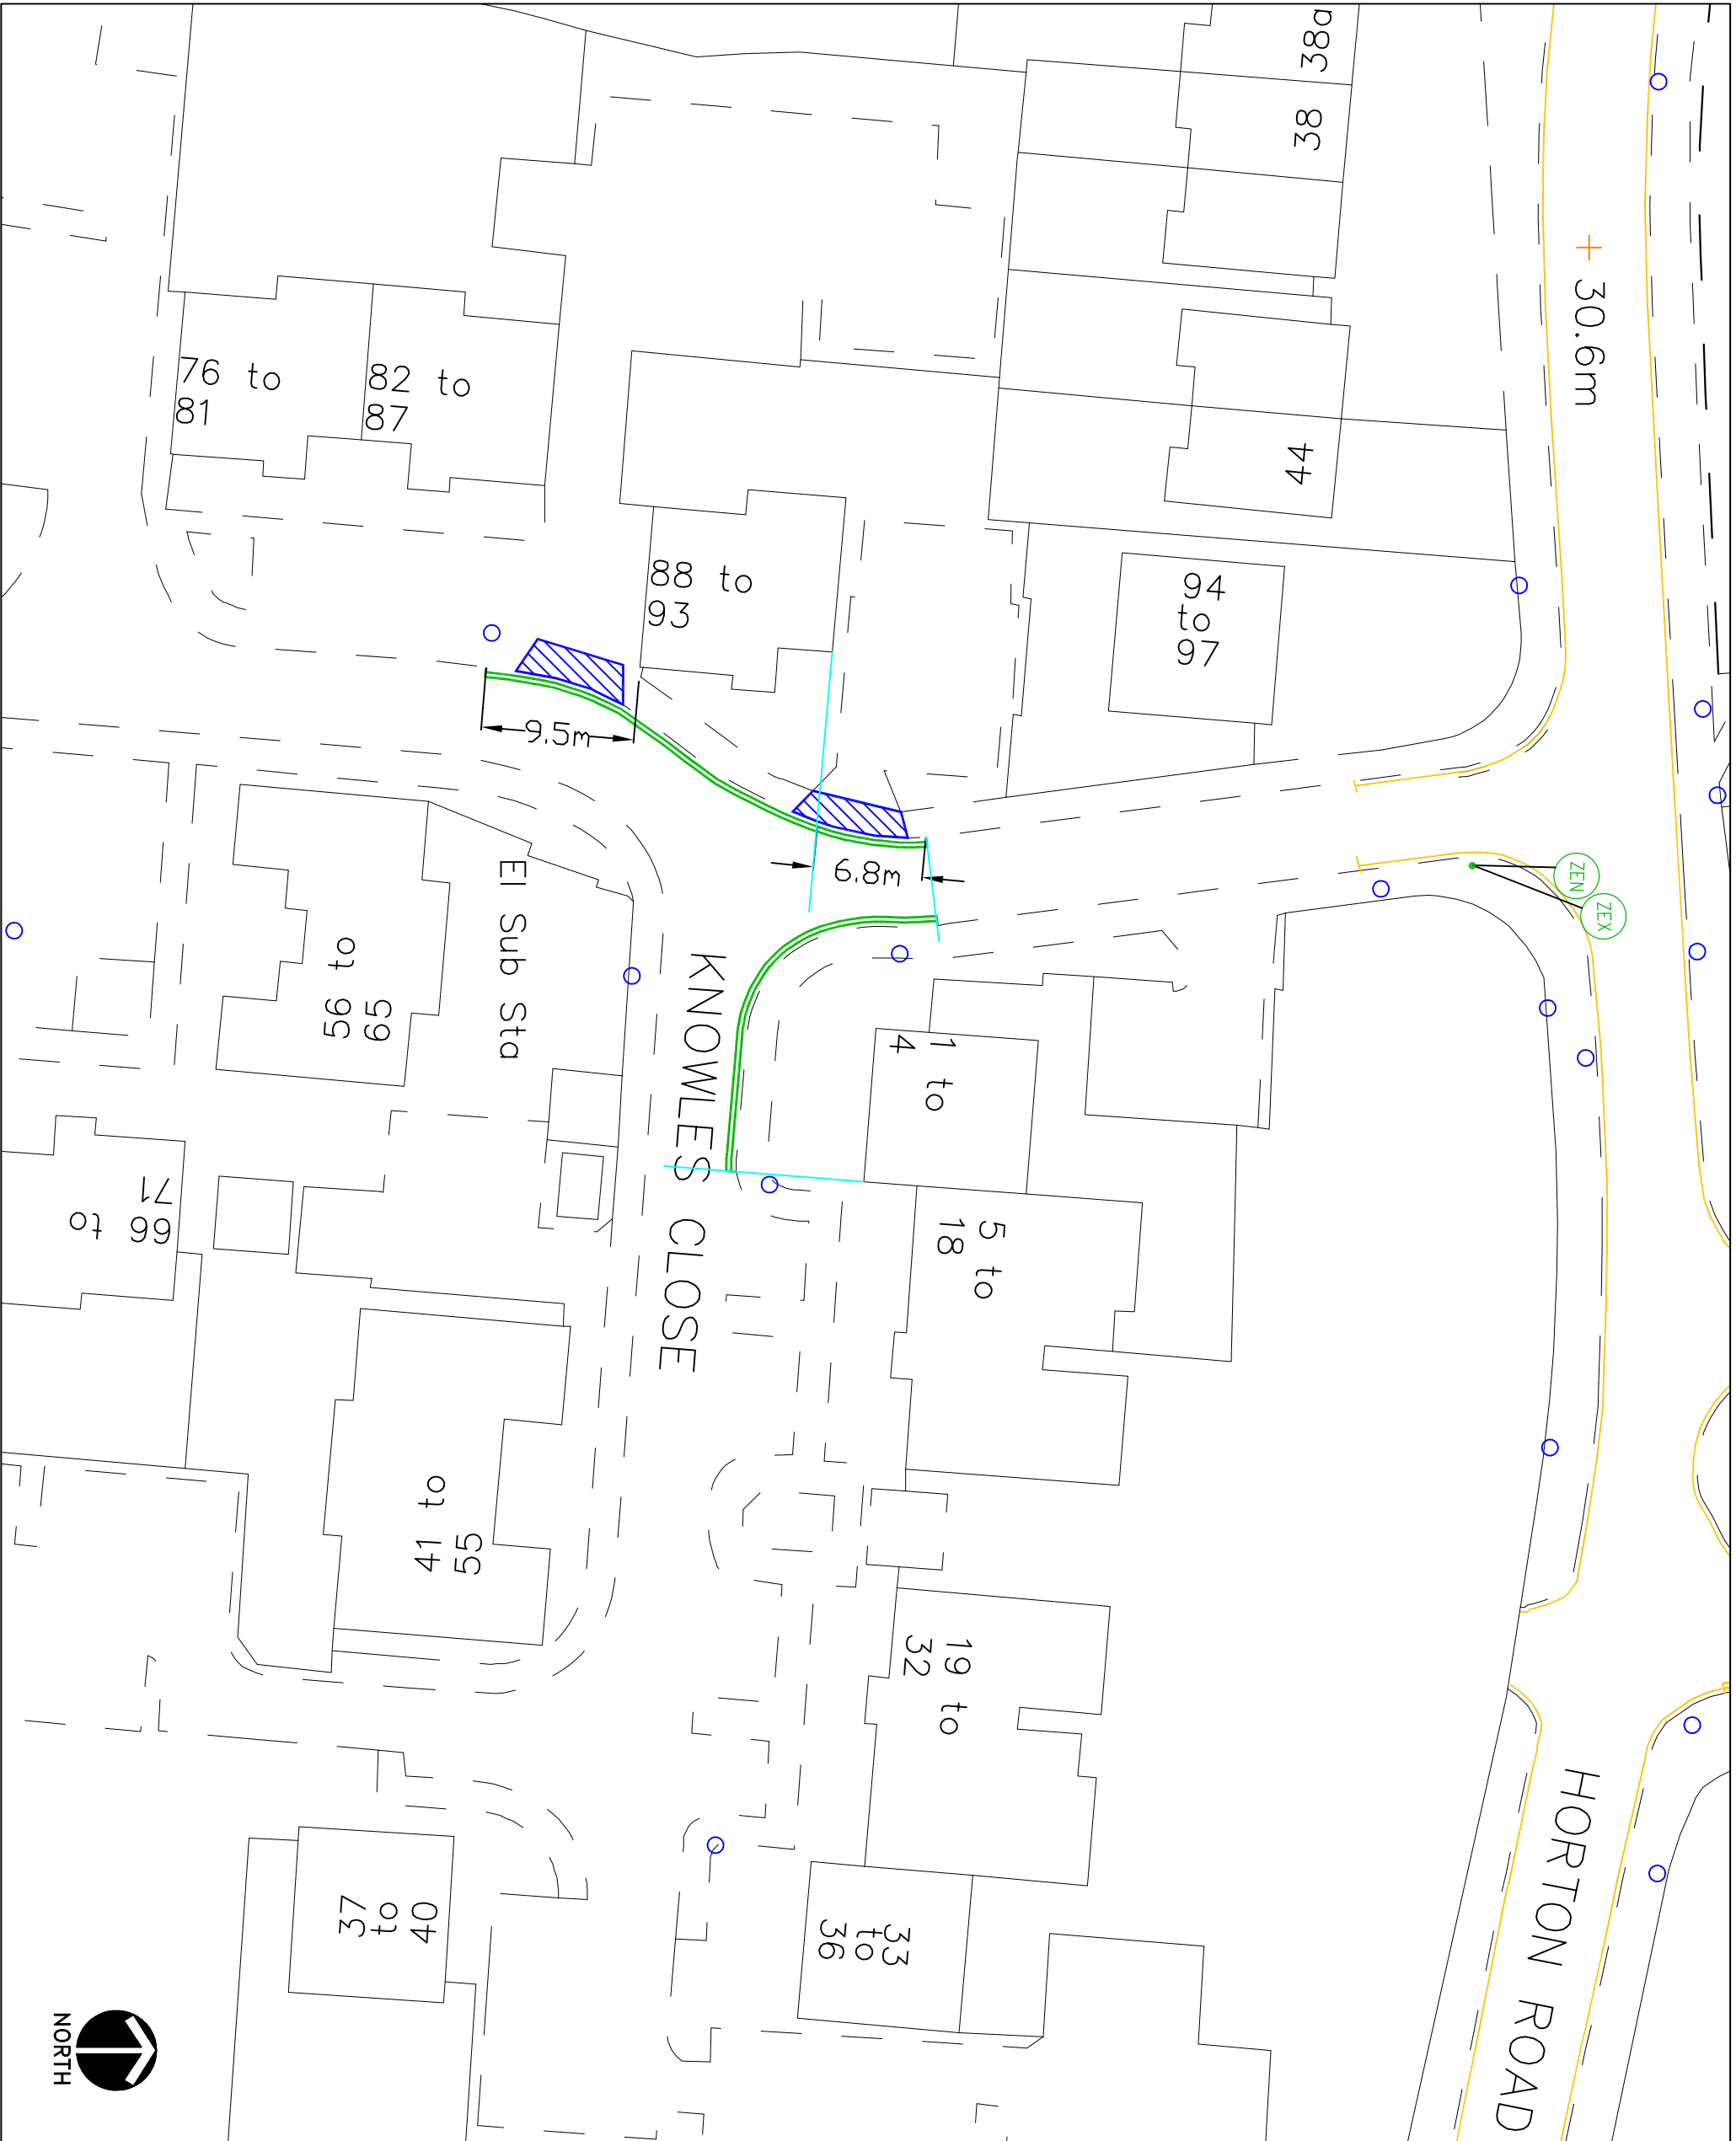 38a
38
+ 30.6m
44
76 to
81
82 to
87
88 to
93
94
to
97
9.5m
6.8m
ZEN
ZEX
El Sub Sta
56 to
65
KNOWLES CLOSE
1 to
4
5 to
18
66 to
71
41 to
55
19 to
32
33
to
36
37
to
40
HORTON ROAD
NORTH